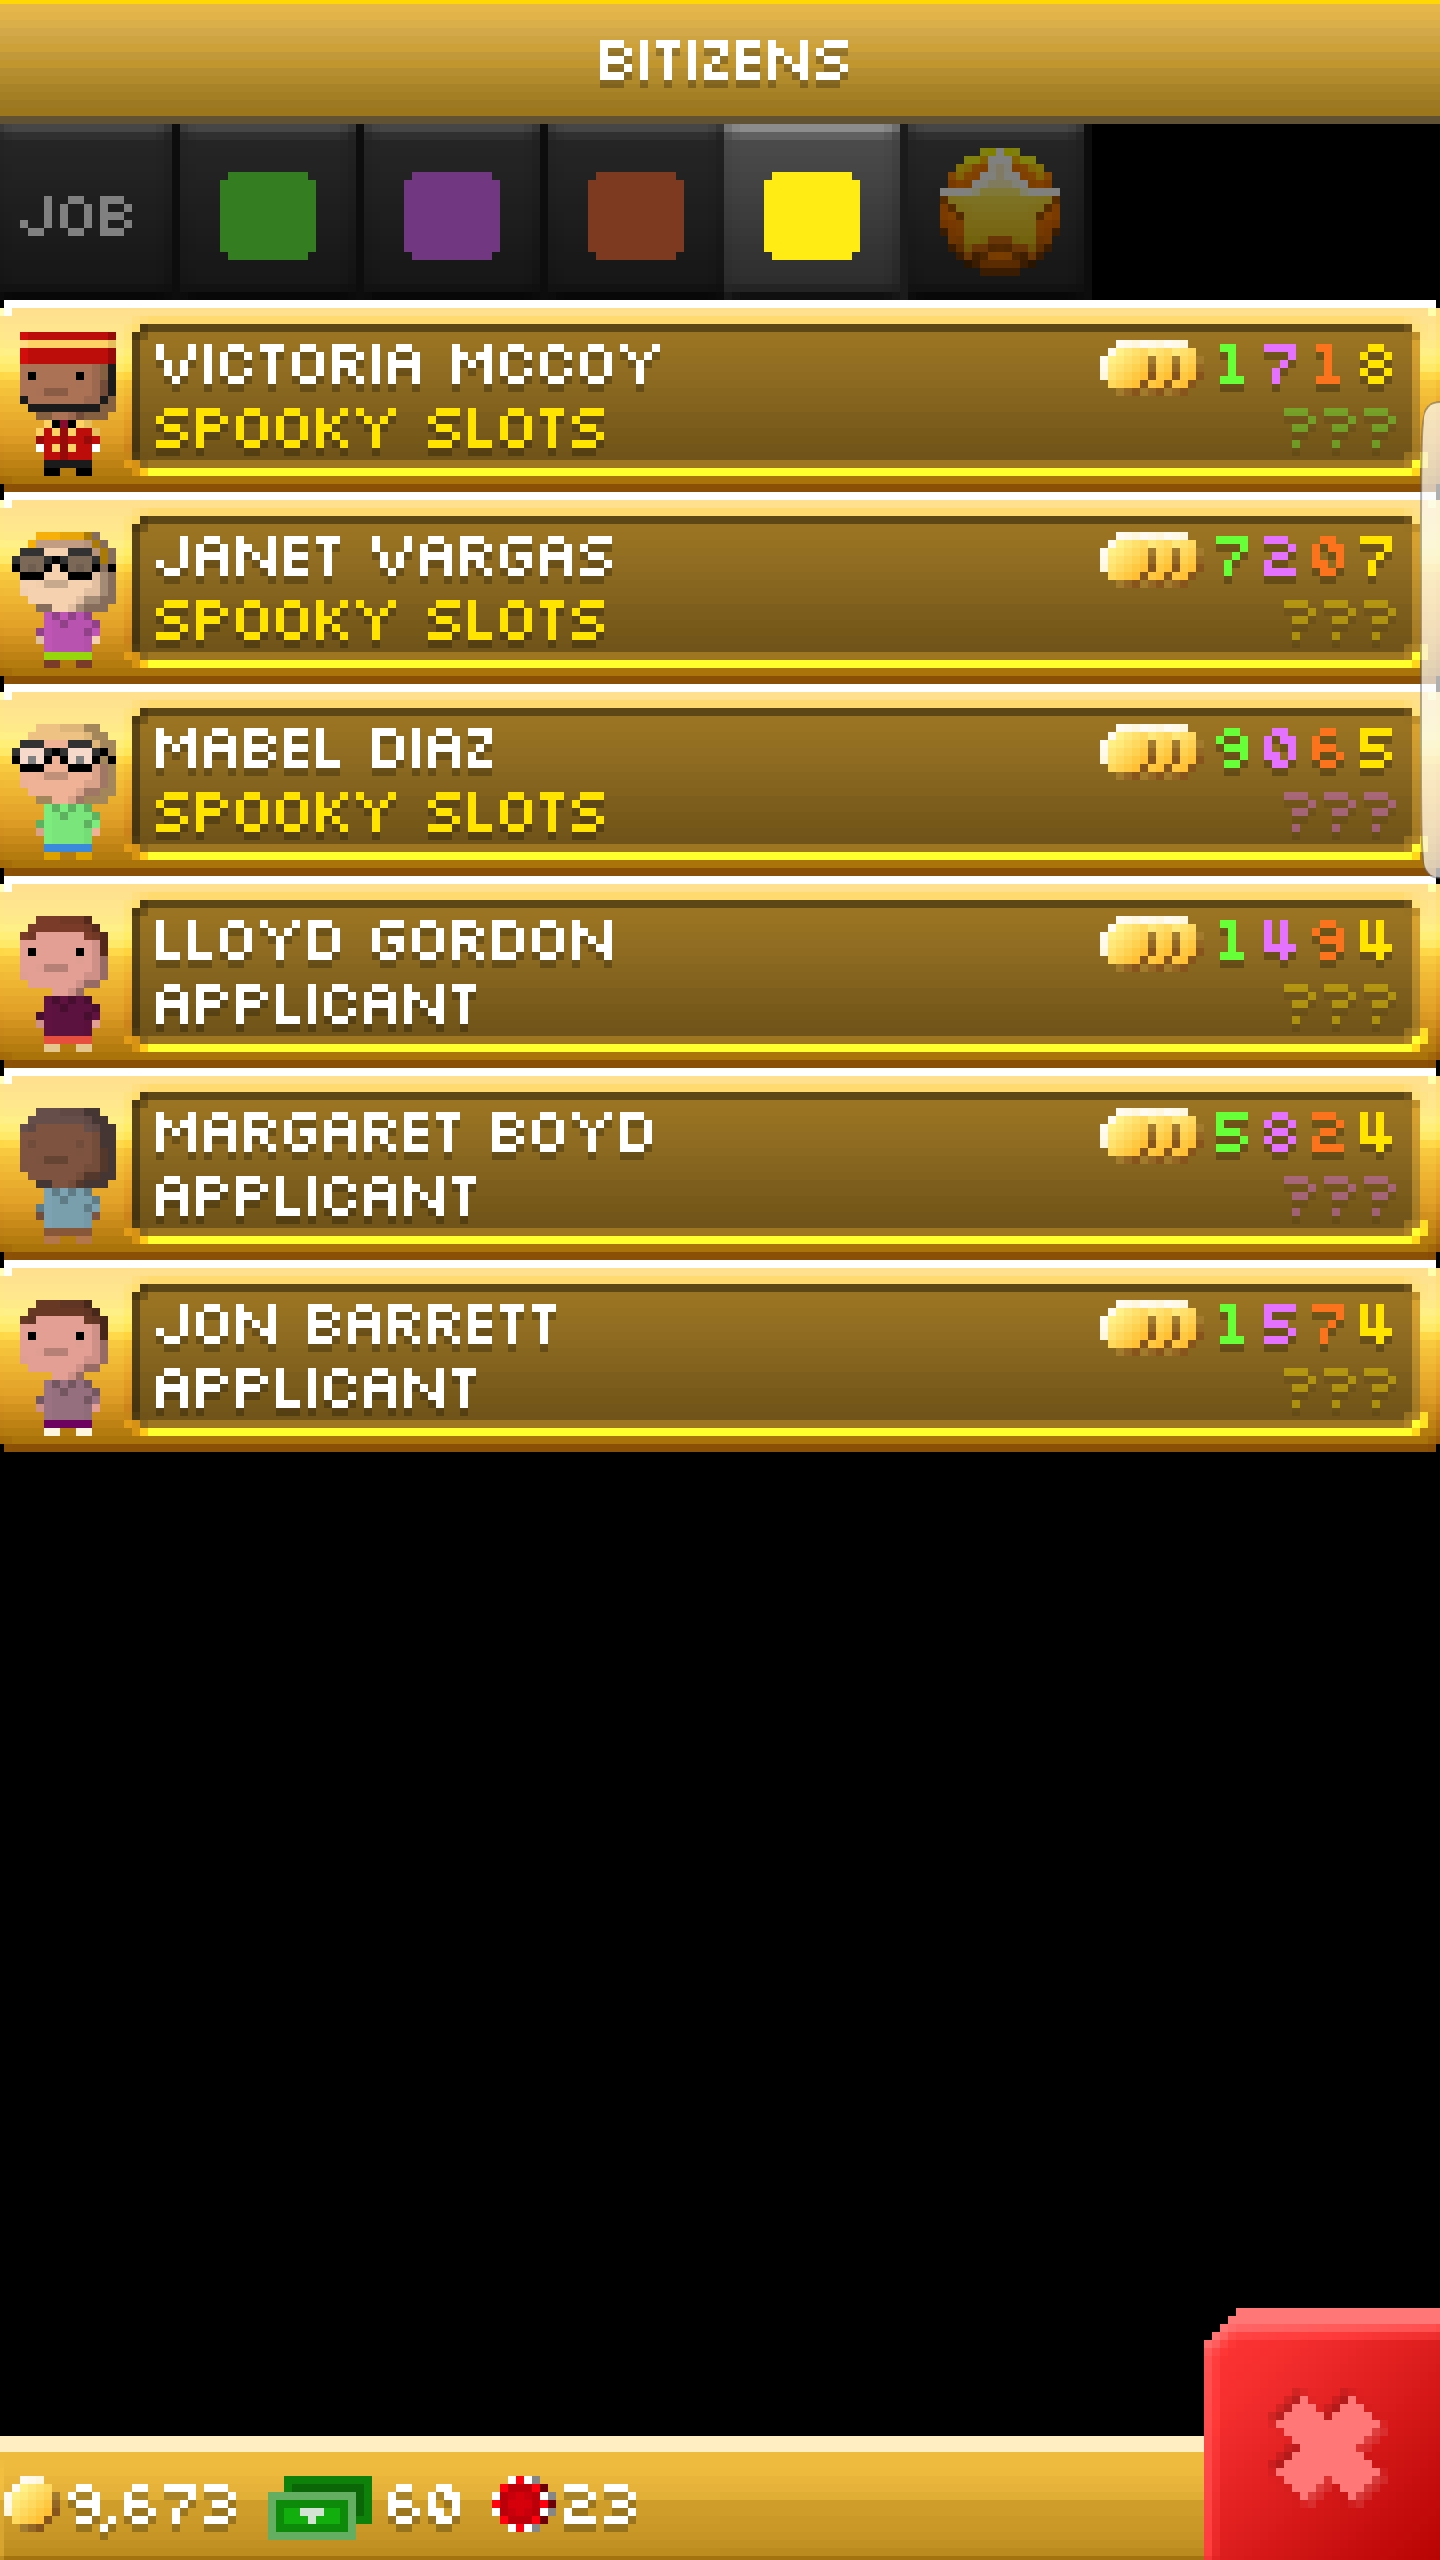 BITIZENS
JOB
VICTORIA MCCOY 1718
SPOOKY SLOTS ???
JANET VARGAS 7207
SPOOKY SLOTS ???
MABEL DIAZ 9065
SPOOKY SLOTS ???
LLOYD GORDON 1494
APPLICANT ???
MARGARET BOYD 5824
APPLICANT ???
JON BARRETT 1574
APPLICANT ???
9,673 60 23